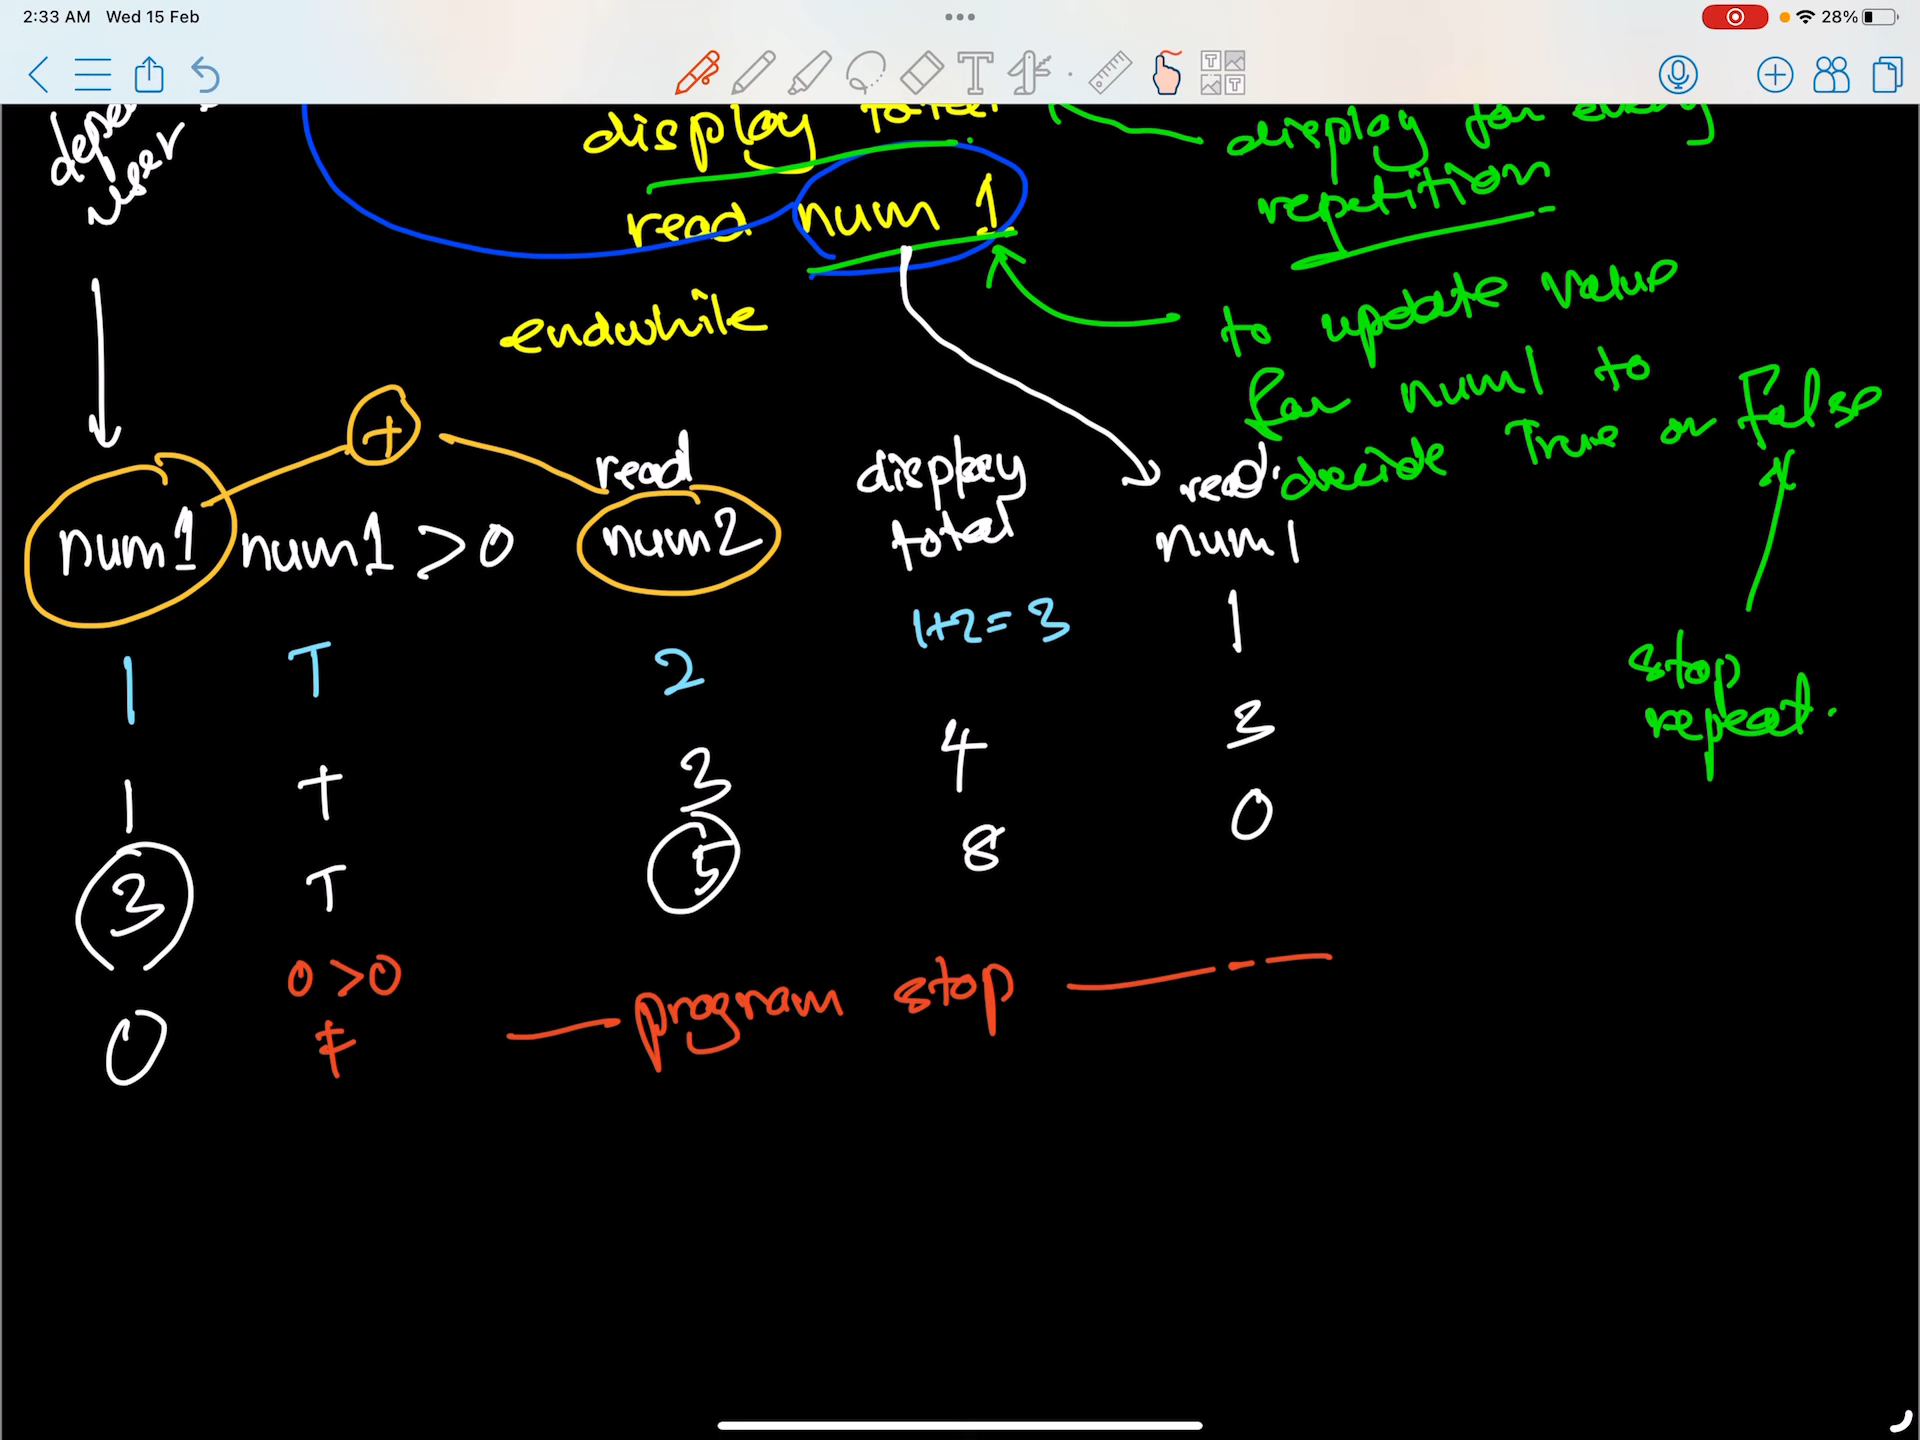 2:33 AM Wed 15 Feb
28%
T
user
display total
read num 1
endwhile
display for every
repetition
to update value
for num1 to
decide True or False
stop
repeat.
+
read
display
total
read
num1
num1
num1 > 0
num2
1 T 2 1+2=3 1
1 T 3 4 3
3 T 5 8 0
0 0 >0
F
program stop